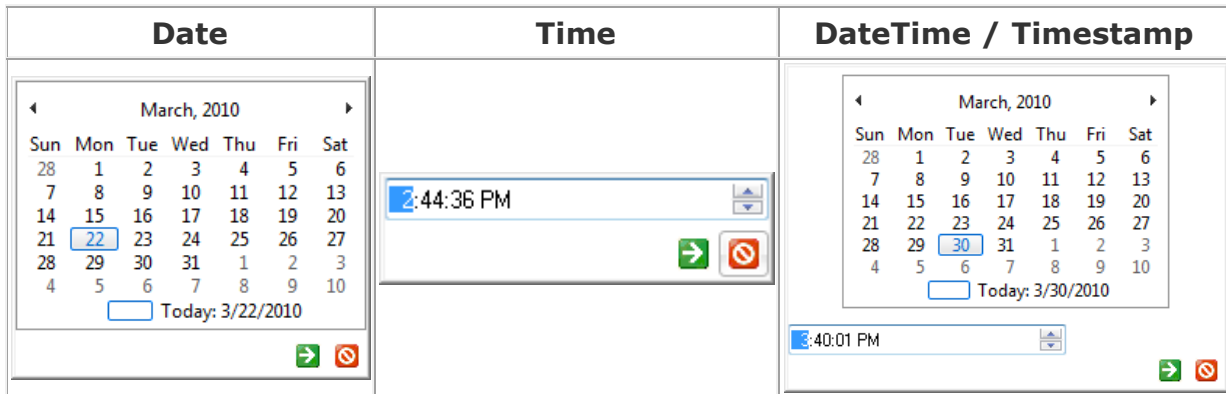 Date
Time
DateTime / Timestamp
March, 2010
Sun Mon Tue Wed Thu Fri Sat
28 1 2 3 4 5 6
7 8 9 10 11 12 13
14 15 16 17 18 19 20
21 22 23 24 25 26 27
28 29 30 31 1 2 3
4 5 6 7 8 9 10
Today: 3/22/2010
2:44:36 PM
March, 2010
Sun Mon Tue Wed Thu Fri Sat
28 1 2 3 4 5 6
7 8 9 10 11 12 13
14 15 16 17 18 19 20
21 22 23 24 25 26 27
28 29 30 31 1 2 3
4 5 6 7 8 9 10
Today: 3/30/2010
3:40:01 PM